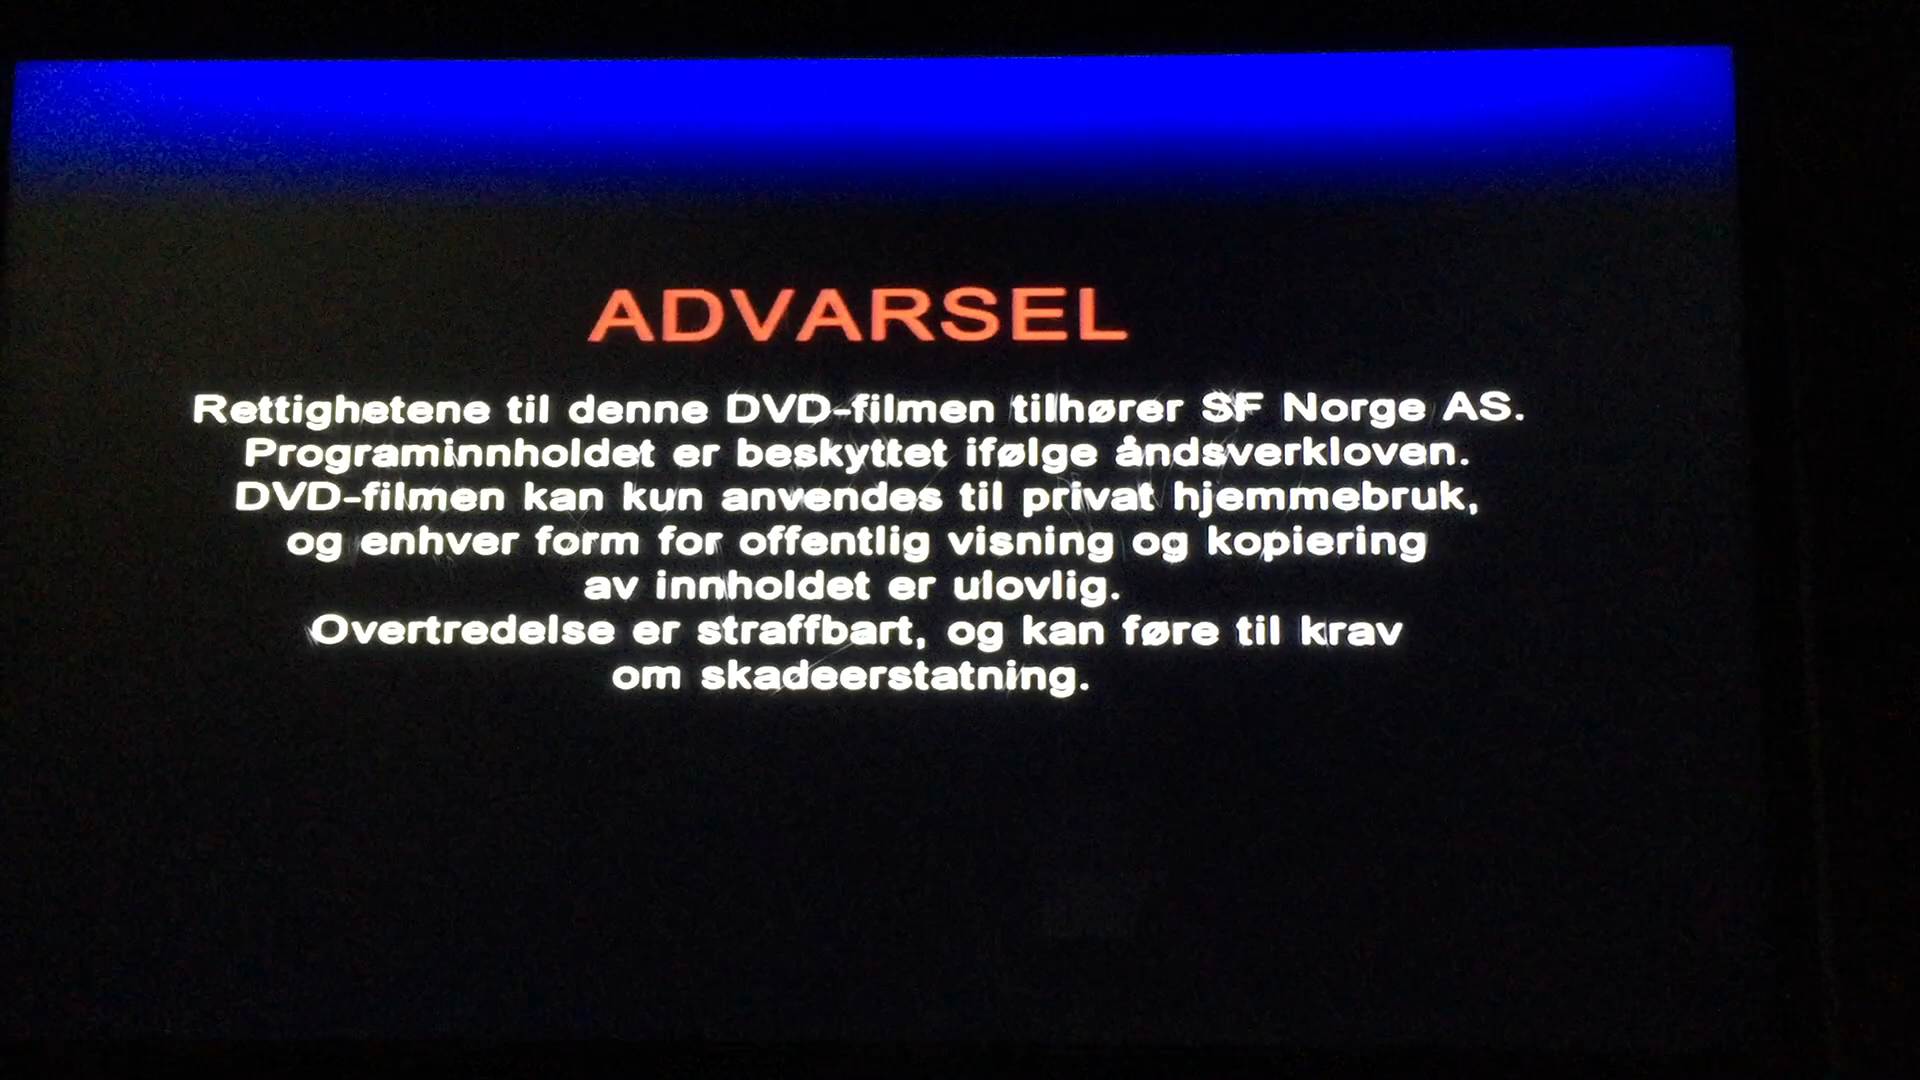 ADVARSEL
Rettighetene til denne DVD-filmen tilhører SF Norge AS.
Programinnholdet er beskyttet ifølge åndsverkloven.
DVD-filmen kan kun anvendes til privat hjemmebruk,
og enhver form for offentlig visning og kopiering
av innholdet er ulovlig.
Overtredelse er straffbart, og kan føre til krav
om skadeerstatning.